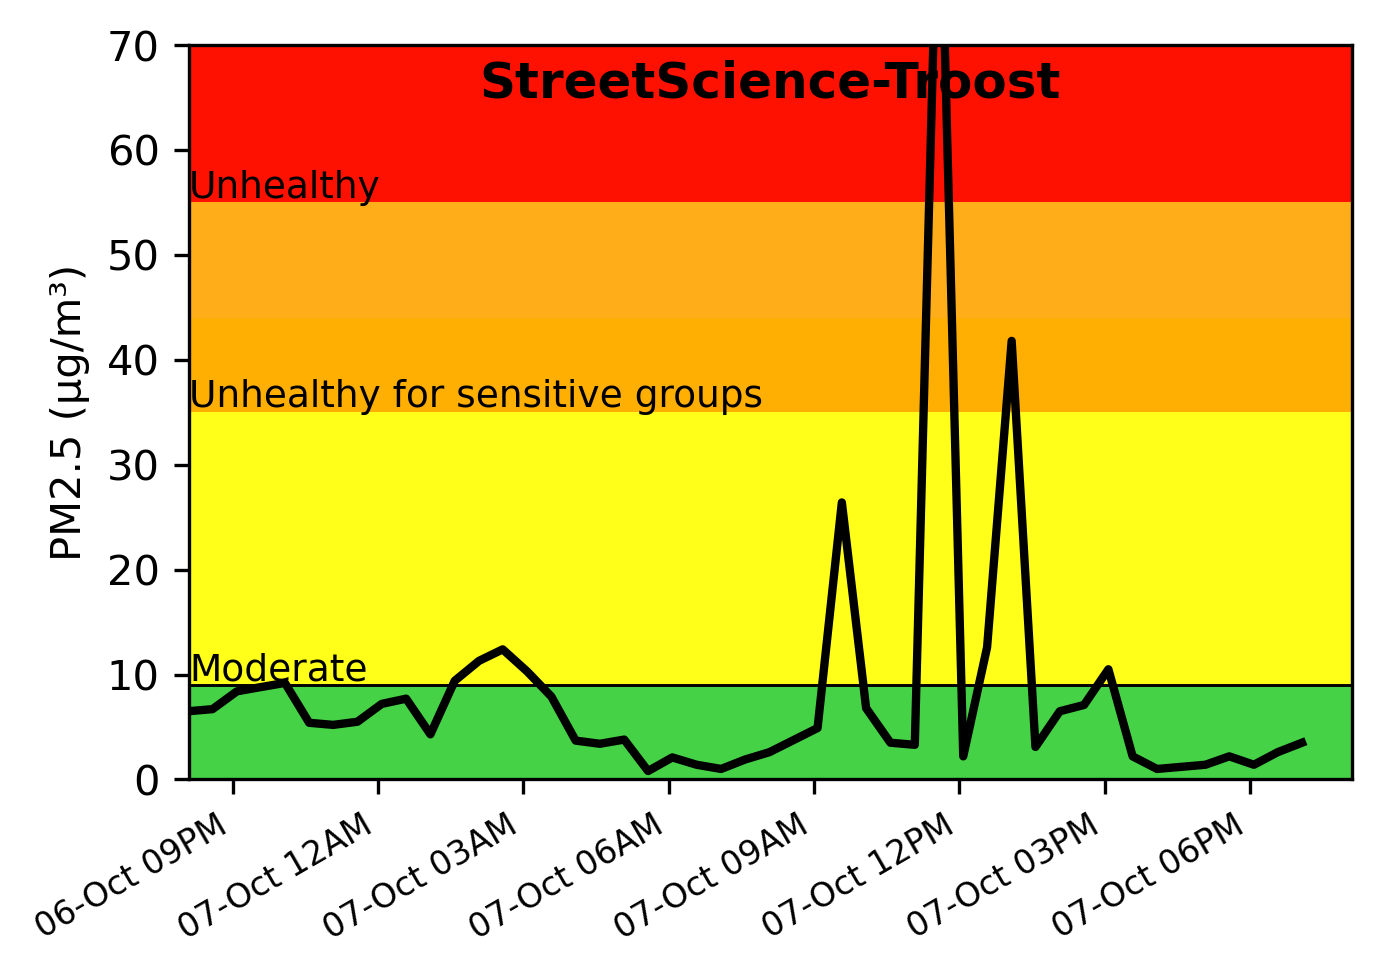 StreetScience-Troost
70
60
Unhealthy
50
40
Unhealthy for sensitive groups
30
20
10
Moderate
0
PM2.5 (µg/m³)
06-Oct 09PM
07-Oct 12AM
07-Oct 03AM
07-Oct 06AM
07-Oct 09AM
07-Oct 12PM
07-Oct 03PM
07-Oct 06PM